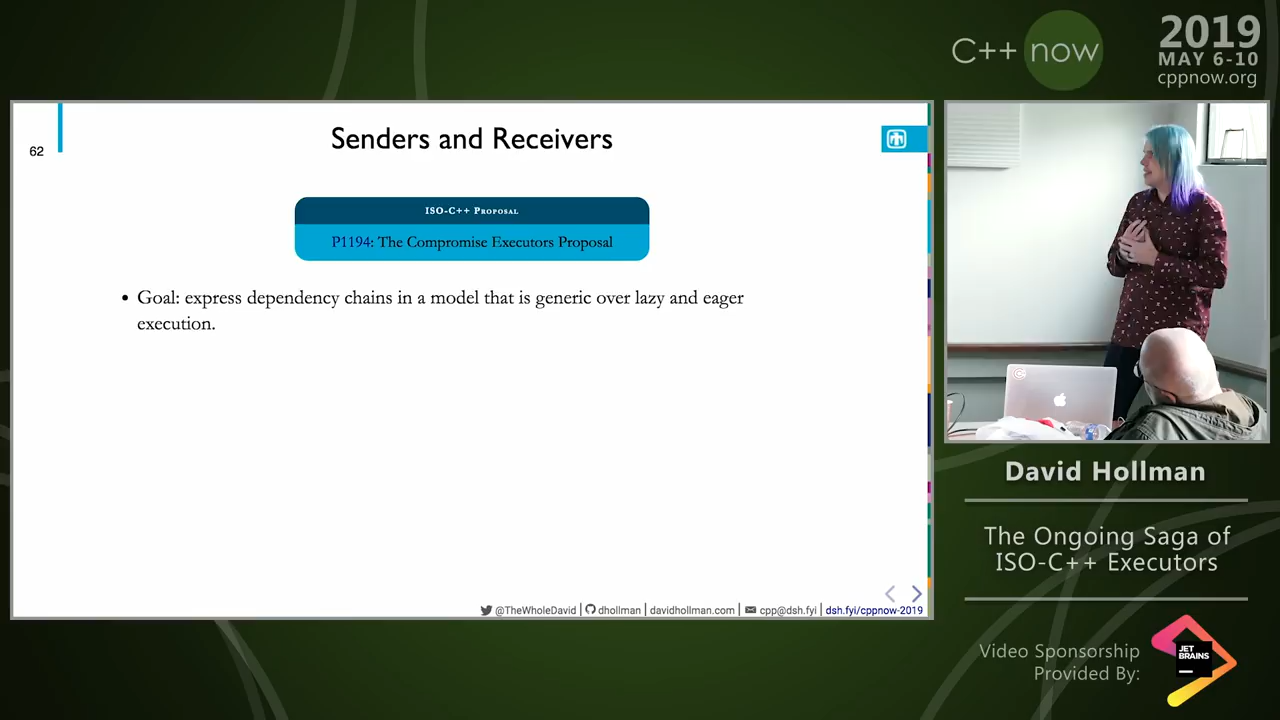 C++ now
2019
MAY 6-10
cppnow.org
62
Senders and Receivers
ISO-C++ Proposal
P1194: The Compromise Executors Proposal
• Goal: express dependency chains in a model that is generic over lazy and eager
execution.
@TheWholeDavid | dhollman | davidhollman.com | cpp@dsh.fyi | dsh.fyi/cppnow-2019
David Hollman
The Ongoing Saga of
ISO-C++ Executors
Video Sponsorship
Provided By:
JET
BRAINS